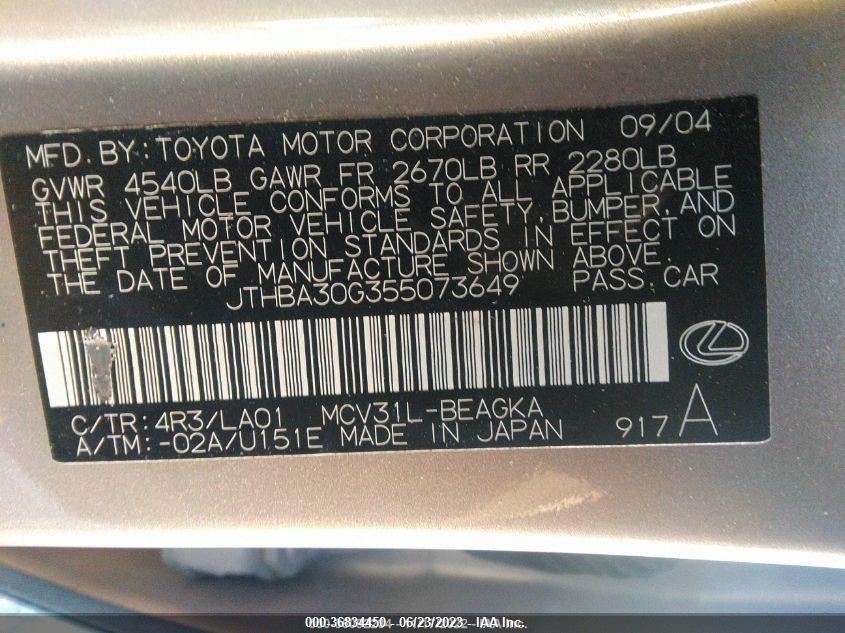 MFD. BY: TOYOTA MOTOR CORPORATION 09/04
GVWR 4540LB GAWR FR 2670LB RR 2280LB
THIS VEHICLE CONFORMS TO ALL APPLICABLE
FEDERAL MOTOR VEHICLE SAFETY, BUMPER, AND
THEFT PREVENTION STANDARDS IN EFFECT ON
THE DATE OF MANUFACTURE SHOWN ABOVE.
JTHBA30G355073649 PASS. CAR
C/TR: 4R3/LA01 MCV31L-BEAGKA
A/TM: -02A/U151E MADE IN JAPAN 917 A
000-36834450 - 06/23/2023 - IAA Inc.